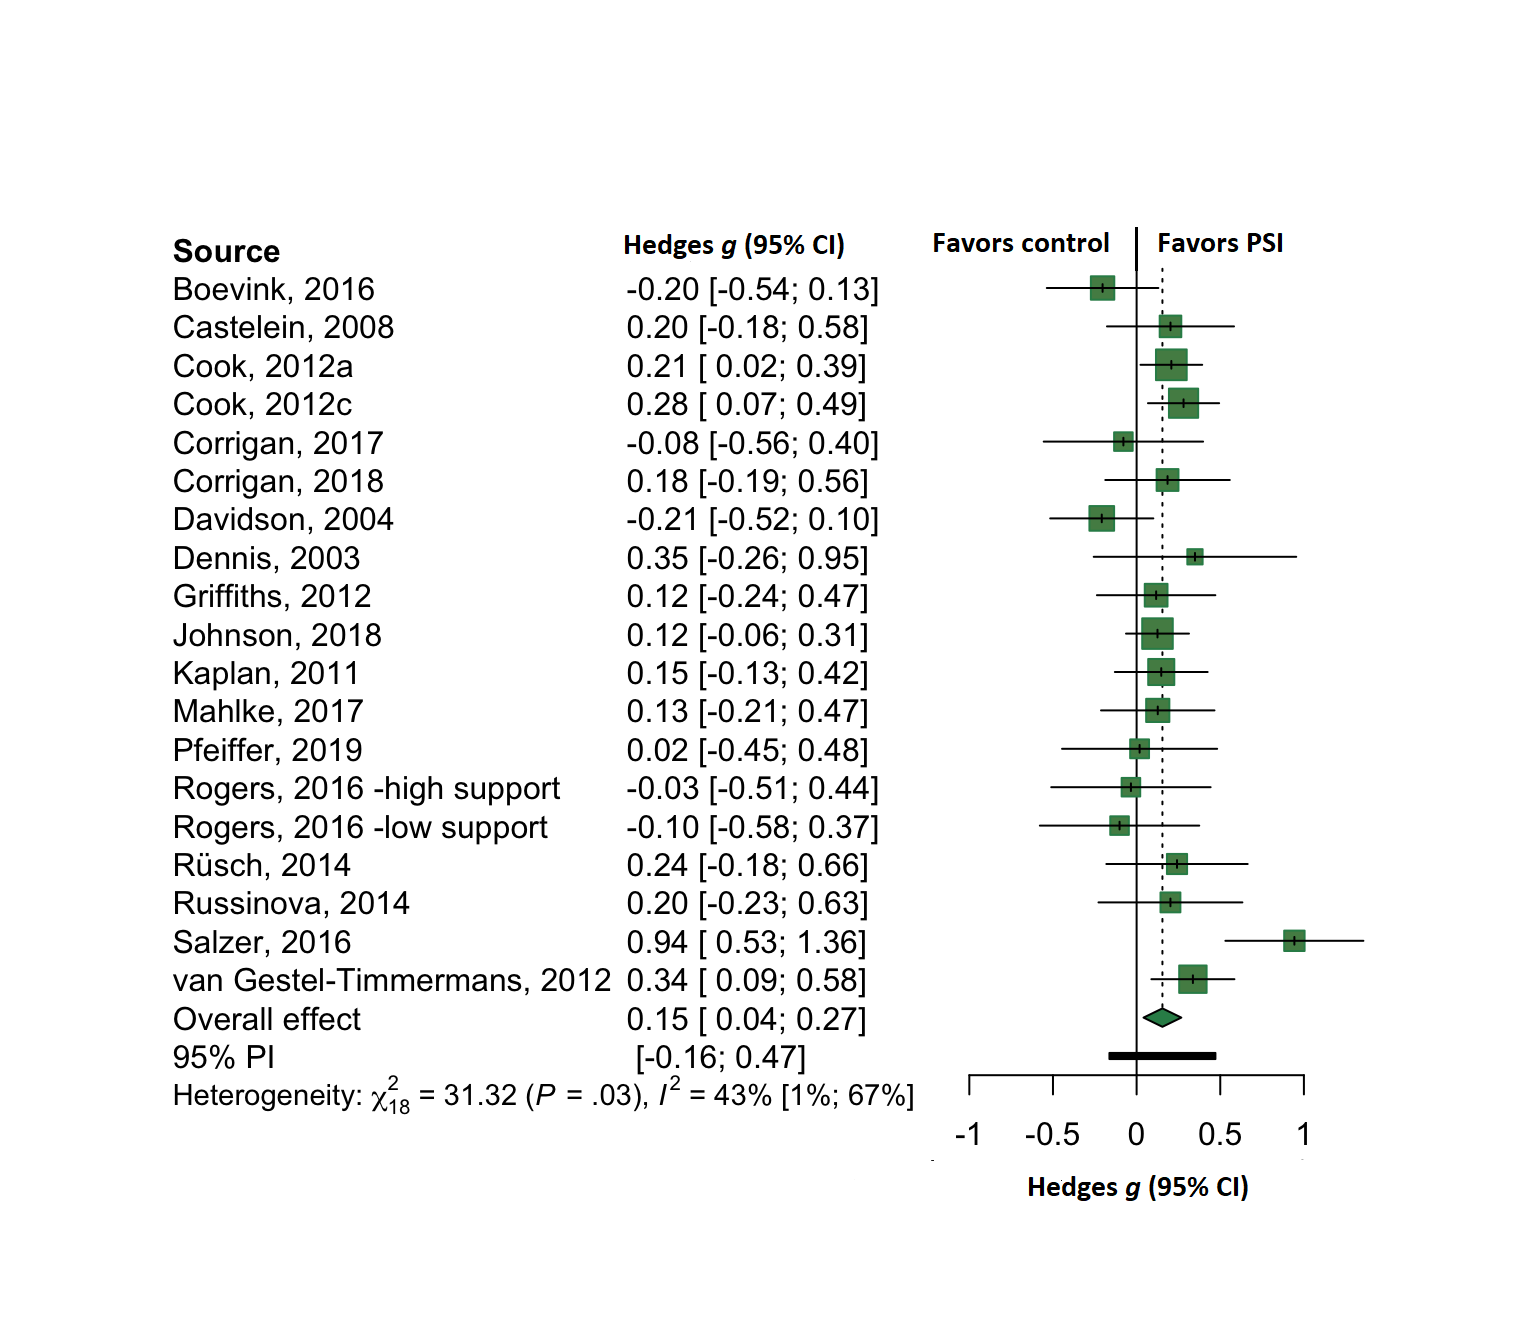 Source Hedges g (95% CI) Favors control Favors PSI
Boevink, 2016 -0.20 [-0.54; 0.13]
Castelein, 2008 0.20 [-0.18; 0.58]
Cook, 2012a 0.21 [ 0.02; 0.39]
Cook, 2012c 0.28 [ 0.07; 0.49]
Corrigan, 2017 -0.08 [-0.56; 0.40]
Corrigan, 2018 0.18 [-0.19; 0.56]
Davidson, 2004 -0.21 [-0.52; 0.10]
Dennis, 2003 0.35 [-0.26; 0.95]
Griffiths, 2012 0.12 [-0.24; 0.47]
Johnson, 2018 0.12 [-0.06; 0.31]
Kaplan, 2011 0.15 [-0.13; 0.42]
Mahlke, 2017 0.13 [-0.21; 0.47]
Pfeiffer, 2019 0.02 [-0.45; 0.48]
Rogers, 2016 -high support -0.03 [-0.51; 0.44]
Rogers, 2016 -low support -0.10 [-0.58; 0.37]
Rüsch, 2014 0.24 [-0.18; 0.66]
Russinova, 2014 0.20 [-0.23; 0.63]
Salzer, 2016 0.94 [ 0.53; 1.36]
van Gestel-Timmermans, 2012 0.34 [ 0.09; 0.58]
Overall effect 0.15 [ 0.04; 0.27]
95% PI [-0.16; 0.47]
Heterogeneity: χ²₁₈ = 31.32 (P = .03), I² = 43% [1%; 67%]
-1 -0.5 0 0.5 1
Hedges g (95% CI)